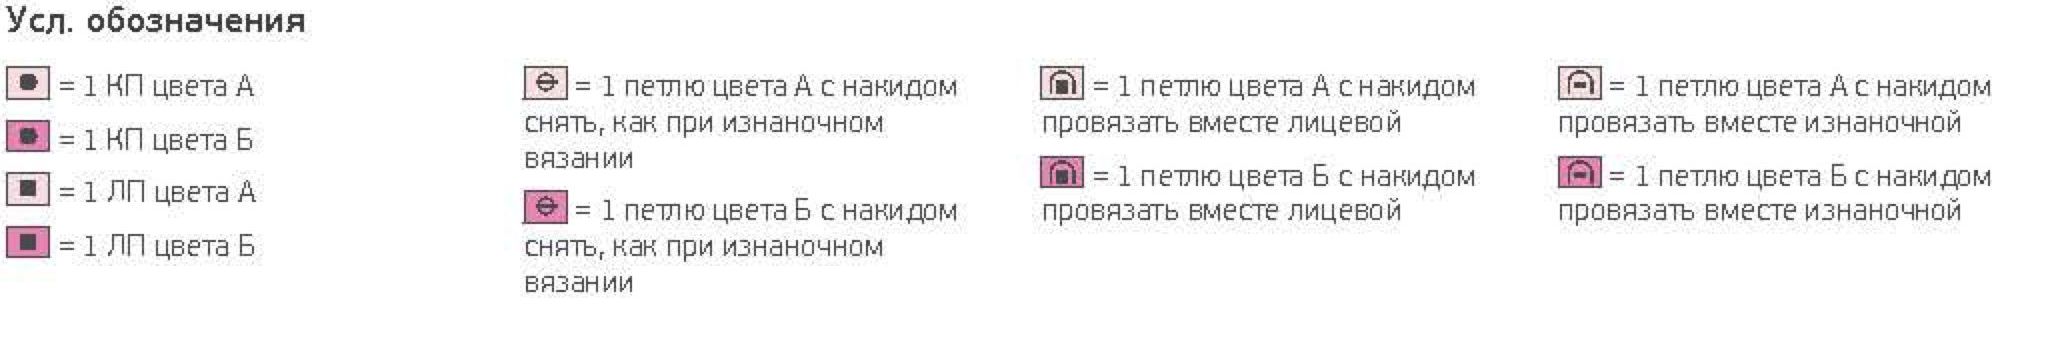 Усл. обозначения
= 1 КП цвета А
= 1 КП цвета Б
= 1 ЛП цвета А
= 1 ЛП цвета Б
= 1 петлю цвета А с накидом
снять, как при изнаночном
вязании
= 1 петлю цвета Б с накидом
снять, как при изнаночном
вязании
= 1 петлю цвета А с накидом
провязать вместе лицевой
= 1 петлю цвета Б с накидом
провязать вместе лицевой
= 1 петлю цвета А с накидом
провязать вместе изнаночной
= 1 петлю цвета Б с накидом
провязать вместе изнаночной